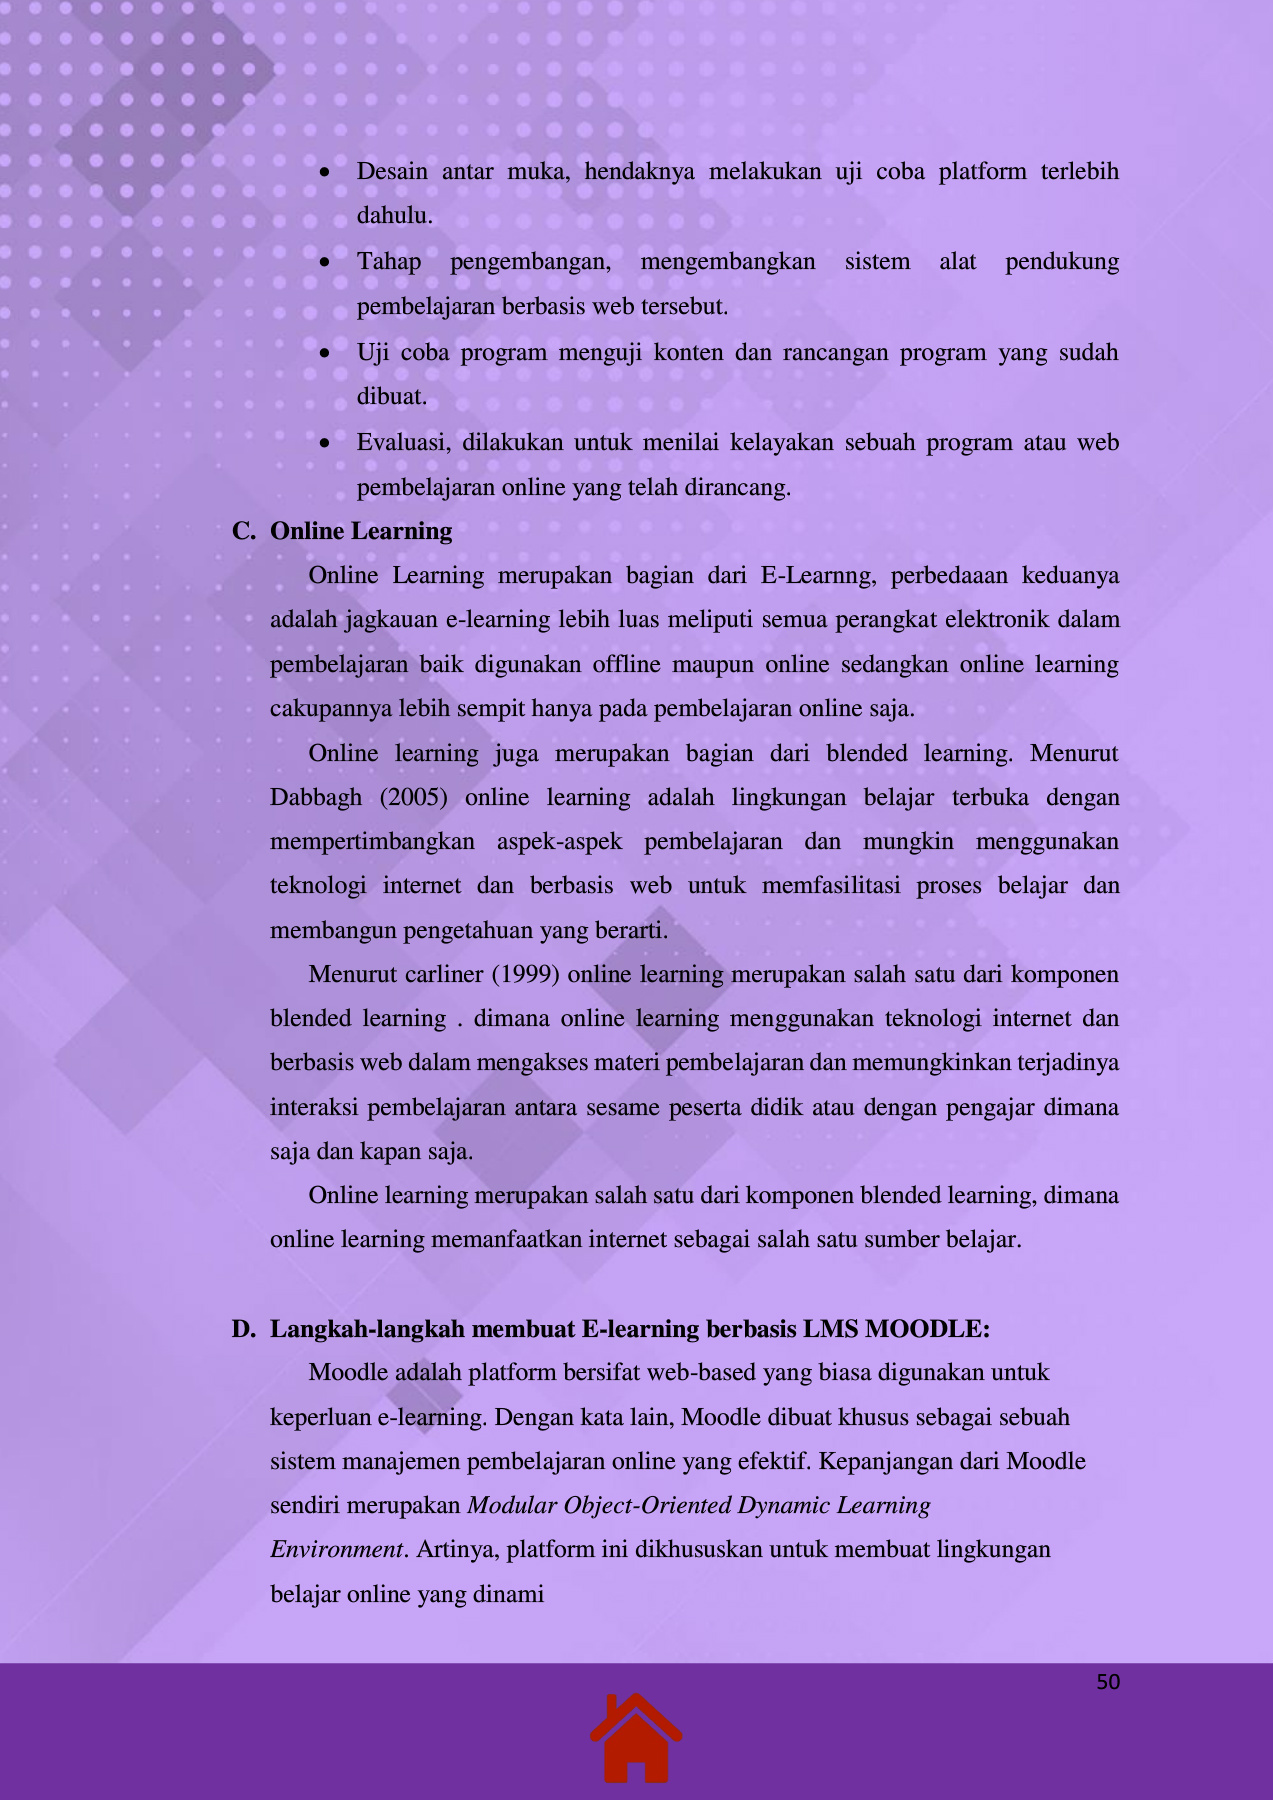 • Desain antar muka, hendaknya melakukan uji coba platform terlebih
dahulu.
• Tahap pengembangan, mengembangkan sistem alat pendukung
pembelajaran berbasis web tersebut.
• Uji coba program menguji konten dan rancangan program yang sudah
dibuat.
• Evaluasi, dilakukan untuk menilai kelayakan sebuah program atau web
pembelajaran online yang telah dirancang.
C. Online Learning
Online Learning merupakan bagian dari E-Learnng, perbedaaan keduanya
adalah jagkauan e-learning lebih luas meliputi semua perangkat elektronik dalam
pembelajaran baik digunakan offline maupun online sedangkan online learning
cakupannya lebih sempit hanya pada pembelajaran online saja.
Online learning juga merupakan bagian dari blended learning. Menurut
Dabbagh (2005) online learning adalah lingkungan belajar terbuka dengan
mempertimbangkan aspek-aspek pembelajaran dan mungkin menggunakan
teknologi internet dan berbasis web untuk memfasilitasi proses belajar dan
membangun pengetahuan yang berarti.
Menurut carliner (1999) online learning merupakan salah satu dari komponen
blended learning . dimana online learning menggunakan teknologi internet dan
berbasis web dalam mengakses materi pembelajaran dan memungkinkan terjadinya
interaksi pembelajaran antara sesame peserta didik atau dengan pengajar dimana
saja dan kapan saja.
Online learning merupakan salah satu dari komponen blended learning, dimana
online learning memanfaatkan internet sebagai salah satu sumber belajar.
D. Langkah-langkah membuat E-learning berbasis LMS MOODLE:
Moodle adalah platform bersifat web-based yang biasa digunakan untuk
keperluan e-learning. Dengan kata lain, Moodle dibuat khusus sebagai sebuah
sistem manajemen pembelajaran online yang efektif. Kepanjangan dari Moodle
sendiri merupakan Modular Object-Oriented Dynamic Learning
Environment. Artinya, platform ini dikhususkan untuk membuat lingkungan
belajar online yang dinami
50